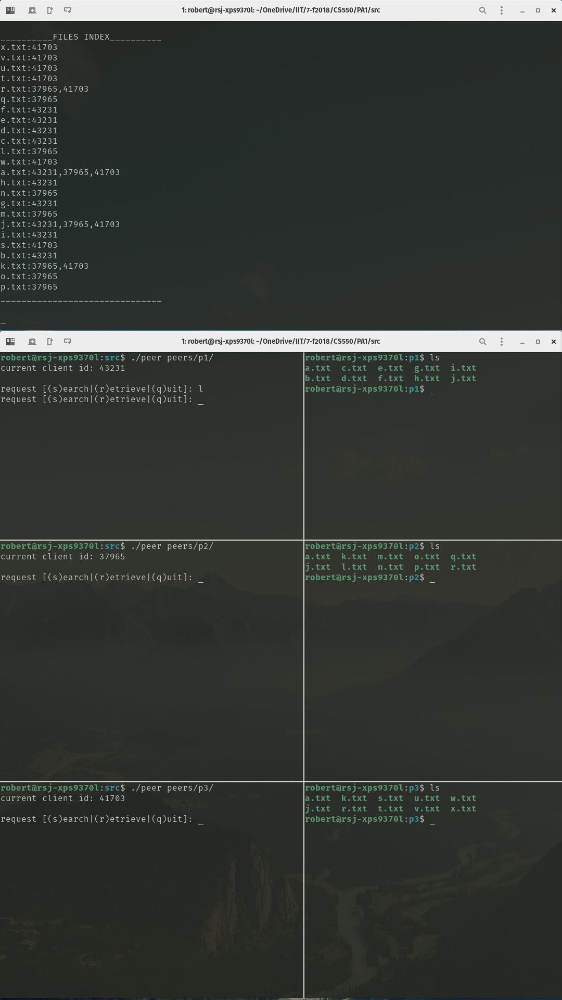 1: robert@rsj-xps9370l: ~/OneDrive/IIT/7-f2018/CS550/PA1/src
__________FILES INDEX__________
x.txt:41703
v.txt:41703
u.txt:41703
t.txt:41703
r.txt:37965,41703
q.txt:37965
f.txt:43231
e.txt:43231
d.txt:43231
c.txt:43231
l.txt:37965
w.txt:41703
a.txt:43231,37965,41703
h.txt:43231
n.txt:37965
g.txt:43231
m.txt:37965
j.txt:43231,37965,41703
i.txt:43231
s.txt:41703
b.txt:43231
k.txt:37965,41703
o.txt:37965
p.txt:37965
_______________________________
_
1: robert@rsj-xps9370l: ~/OneDrive/IIT/7-f2018/CS550/PA1/src
robert@rsj-xps9370l:src$ ./peer peers/p1/
current client id: 43231
request [(s)earch|(r)etrieve|(q)uit]: l
request [(s)earch|(r)etrieve|(q)uit]: _
robert@rsj-xps9370l:p1$ ls
a.txt  c.txt  e.txt  g.txt  i.txt
b.txt  d.txt  f.txt  h.txt  j.txt
robert@rsj-xps9370l:p1$ _
robert@rsj-xps9370l:src$ ./peer peers/p2/
current client id: 37965
request [(s)earch|(r)etrieve|(q)uit]: _
robert@rsj-xps9370l:p2$ ls
a.txt  k.txt  m.txt  o.txt  q.txt
j.txt  l.txt  n.txt  p.txt  r.txt
robert@rsj-xps9370l:p2$ _
robert@rsj-xps9370l:src$ ./peer peers/p3/
current client id: 41703
request [(s)earch|(r)etrieve|(q)uit]: _
robert@rsj-xps9370l:p3$ ls
a.txt  k.txt  s.txt  u.txt  w.txt
j.txt  r.txt  t.txt  v.txt  x.txt
robert@rsj-xps9370l:p3$ _